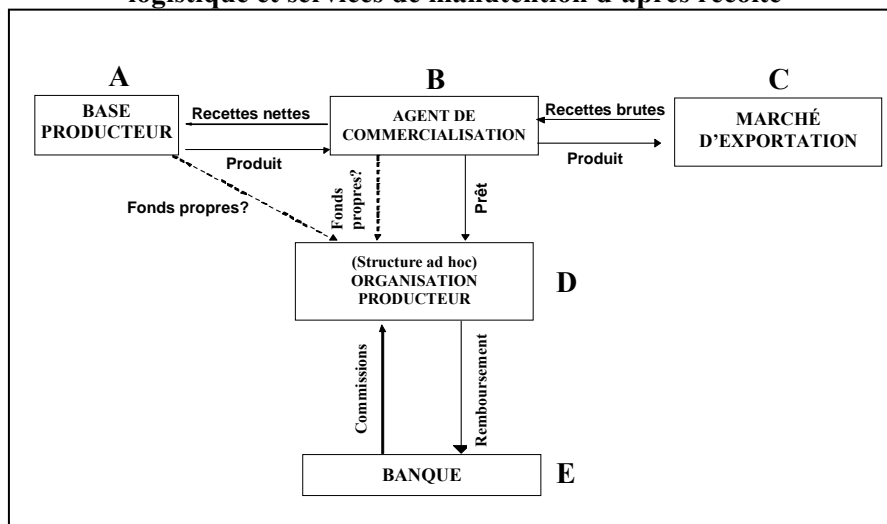 logistique et services de manutention d'après récolte
A
B
C
BASE
PRODUCTEUR
Recettes nettes
Produit
AGENT DE
COMMERCIALISATION
Recettes brutes
Produit
MARCHÉ
D'EXPORTATION
Fonds propres?
Fonds
propres?
Prêt
(Structure ad hoc)
ORGANISATION
PRODUCTEUR
D
Commissions
Remboursement
BANQUE
E